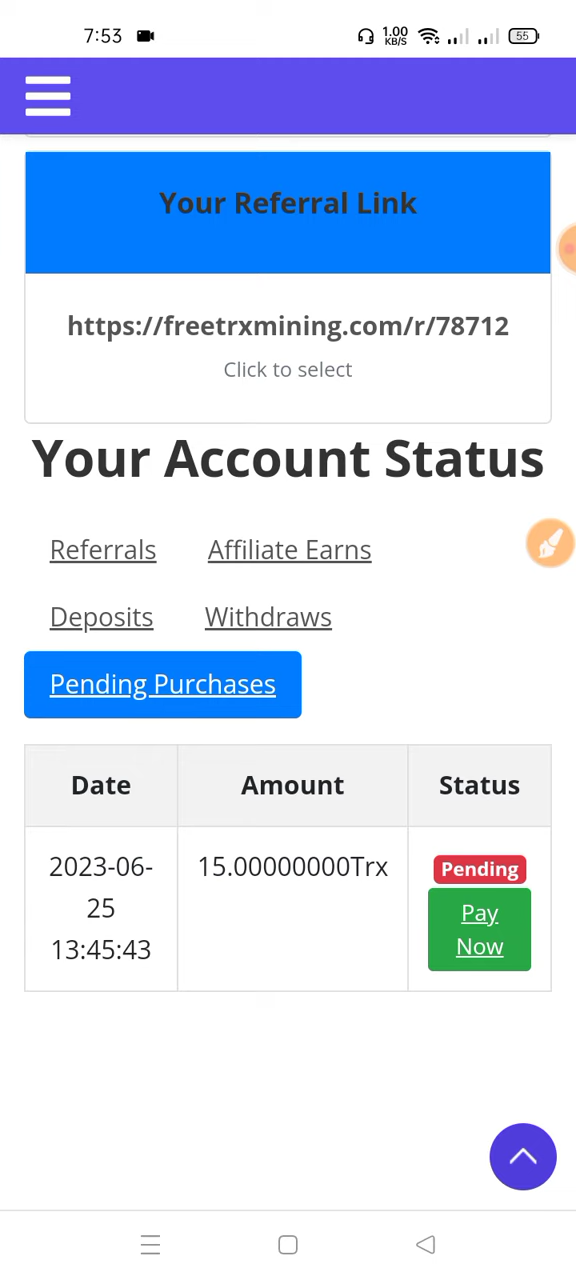 7:53
1.00
KB/S
55
Your Referral Link
https://freetrxmining.com/r/78712
Click to select
Your Account Status
Referrals
Affiliate Earns
Deposits
Withdraws
Pending Purchases
Date
Amount
Status
2023-06-
25
13:45:43
15.00000000Trx
Pending
Pay
Now